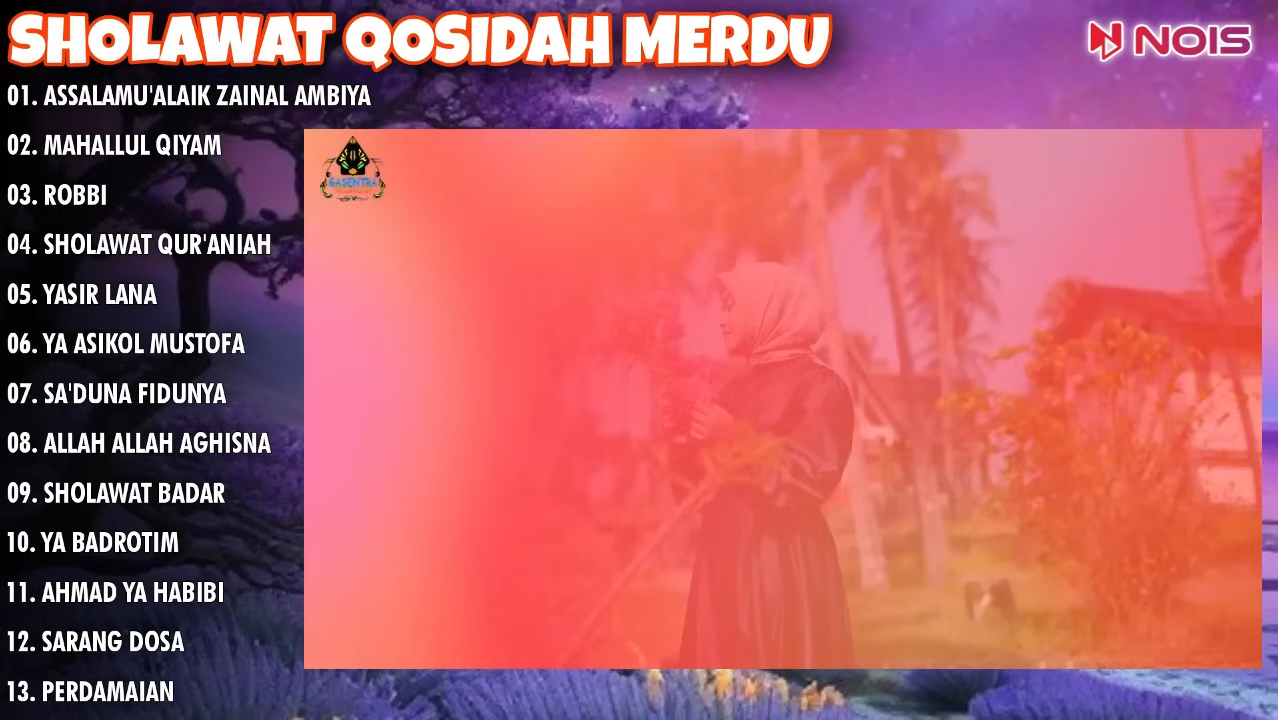 SHOLAWAT QOSIDAH MERDU
NOIS
01. ASSALAMU'ALAIK ZAINAL AMBIYA
02. MAHALLUL QIYAM
03. ROBBI
04. SHOLAWAT QUR'ANIAH
05. YASIR LANA
06. YA ASIKOL MUSTOFA
07. SA'DUNA FIDUNYA
08. ALLAH ALLAH AGHISNA
09. SHOLAWAT BADAR
10. YA BADROTIM
11. AHMAD YA HABIBI
12. SARANG DOSA
13. PERDAMAIAN
GASENTRA